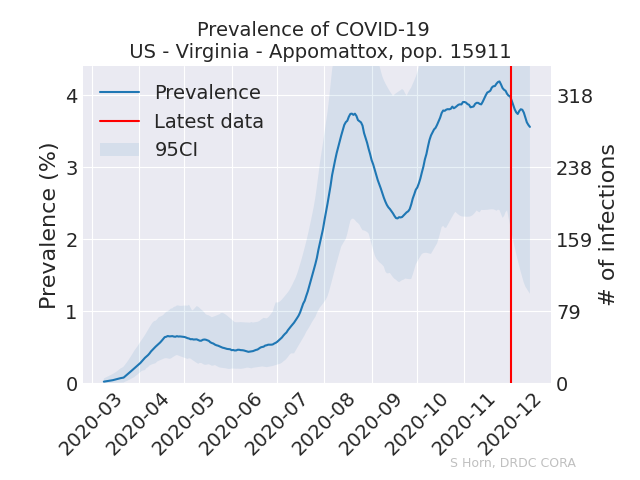 Prevalence of COVID-19
US - Virginia - Appomattox, pop. 15911
Prevalence
Latest data
95CI
Prevalence (%)
4
3
2
1
0
# of infections
318
238
159
79
0
2020-03
2020-04
2020-05
2020-06
2020-07
2020-08
2020-09
2020-10
2020-11
2020-12
S Horn, DRDC CORA